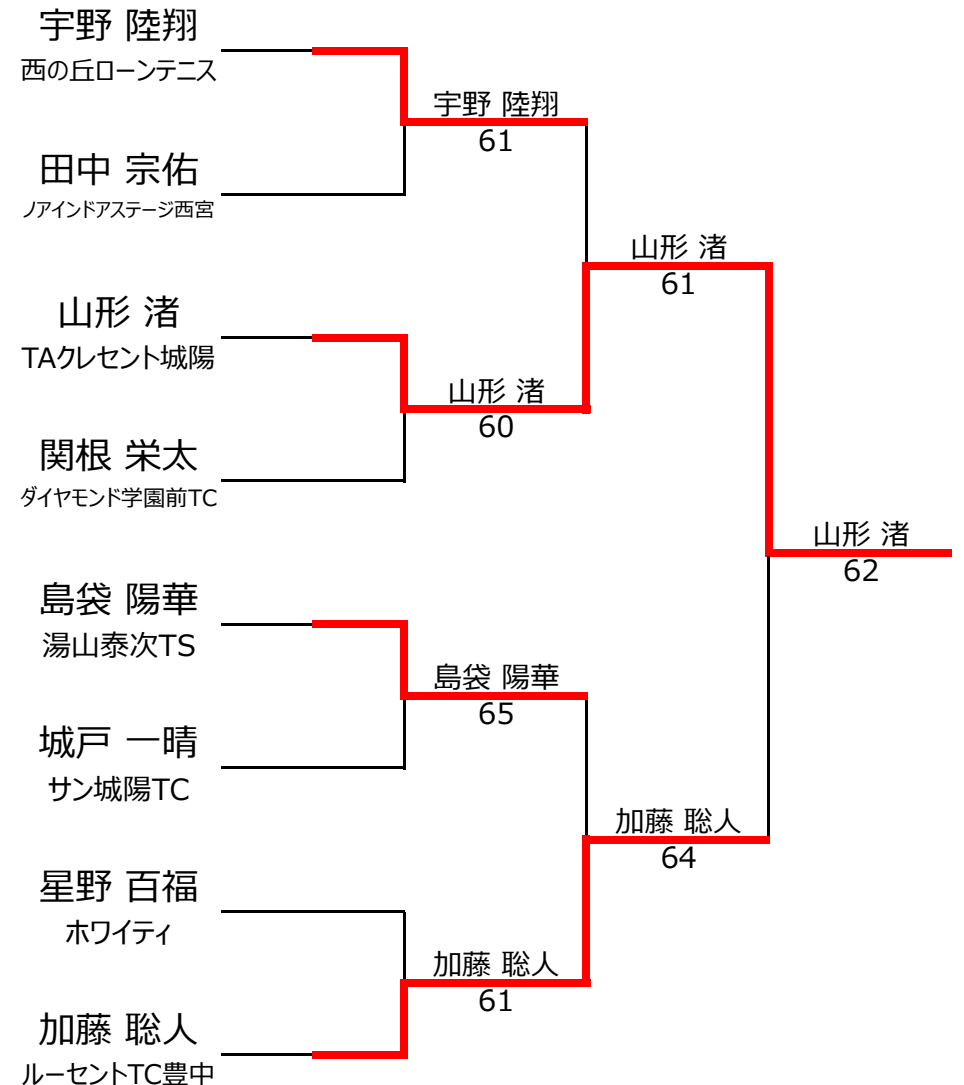 宇野 陸翔
西の丘ローンテニス
宇野 陸翔
61
田中 宗佑
ノアインドアステージ西宮
山形 渚
61
山形 渚
TAクレセント城陽
山形 渚
60
関根 栄太
ダイヤモンド学園前TC
山形 渚
62
島袋 陽華
湯山泰次TS
島袋 陽華
65
城戸 一晴
サン城陽TC
加藤 聡人
64
星野 百福
ホワイティ
加藤 聡人
61
加藤 聡人
ルーセントTC豊中